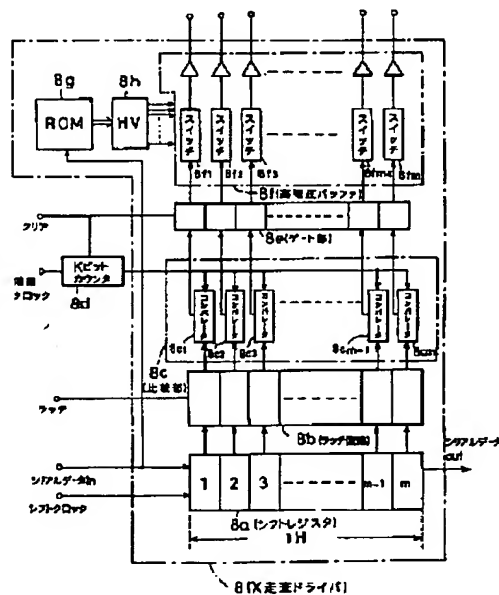 8g
ROM
8h
HV
スイッチ
スイッチ
スイッチ
スイッチ
スイッチ
8f1
8f2
8f3
8fm-1
8fm
8f(高電圧バッファ)
クリア
8e(ゲート部)
クロック
Kビット
カウンタ
8d
コンパレータ
コンパレータ
コンパレータ
コンパレータ
コンパレータ
8c1
8c2
8c3
8cm-1
8cm
8c
(比較部)
ラッチ
8b(ラッチ回路)
シリアルデータ
out
シリアルデータin
シフトクロック
1
2
3
m-1
m
8a(シフトレジスタ)
1H
8(X走査ドライバ)